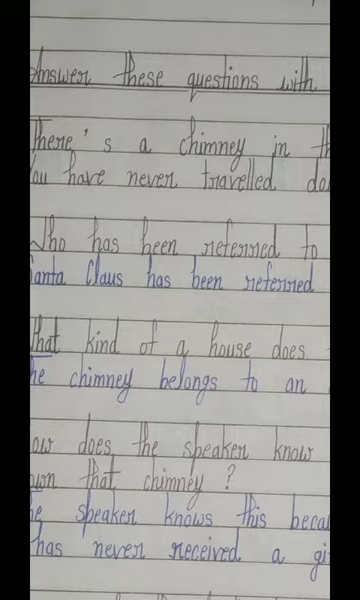 Answer these questions with
There's a chimney in th
You have never travelled do
Who has been referred to
Santa Claus has been referred
What kind of a house does
The chimney belongs to an
ow does the speaker know
own that chimney ?
The speaker knows this becau
has never received a gi